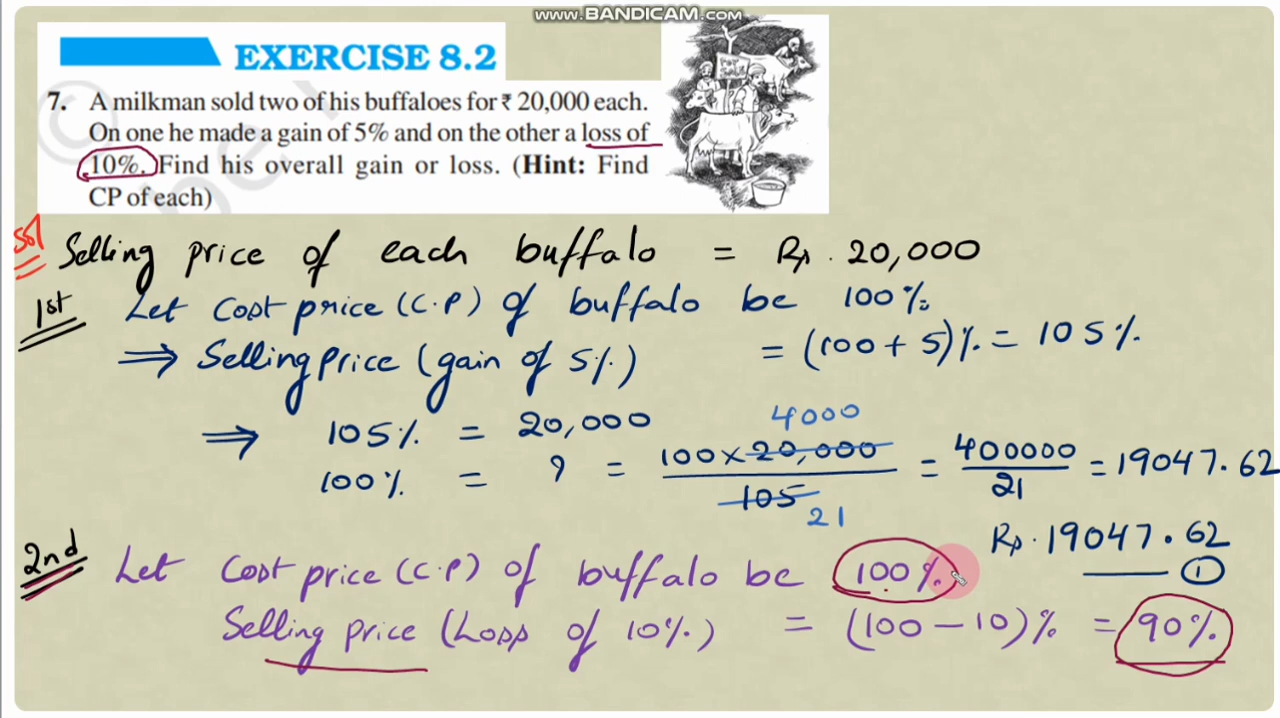 WWW.BANDICAM.COM
EXERCISE 8.2
7. A milkman sold two of his buffaloes for ₹ 20,000 each.
On one he made a gain of 5% and on the other a loss of
10%. Find his overall gain or loss. (Hint: Find
CP of each)
Sol Selling price of each buffalo = Rs. 20,000
1st Let Cost price (C.P) of buffalo be 100%
⇒ Selling Price (gain of 5%) = (100 + 5)% = 105%
⇒ 105% = 20,000 4000
100% = ? = 100 × 20,000 / 105 = 400000 / 21 = 19047.62
21
Rs. 19047.62
1
2nd Let Cost price (C.P) of buffalo be 100%
Selling price (Loss of 10%) = (100 - 10)% = 90%